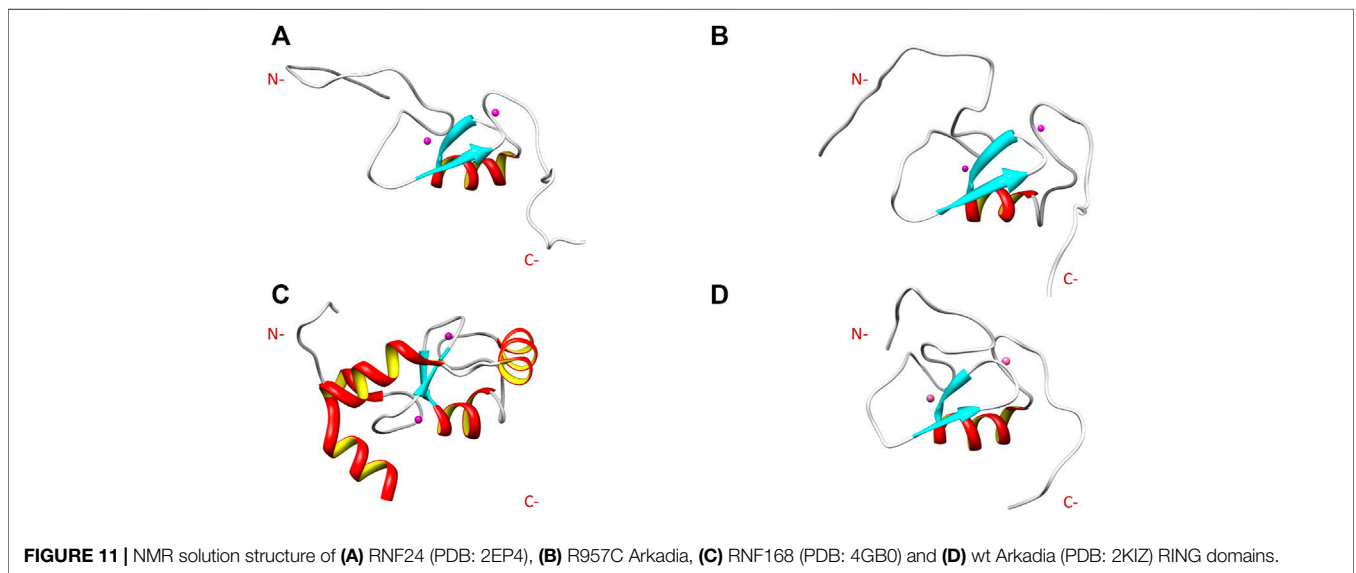 A
N-
C-
B
N-
C-
C
N-
C-
D
N-
C-
FIGURE 11 | NMR solution structure of (A) RNF24 (PDB: 2EP4), (B) R957C Arkadia, (C) RNF168 (PDB: 4GB0) and (D) wt Arkadia (PDB: 2KIZ) RING domains.